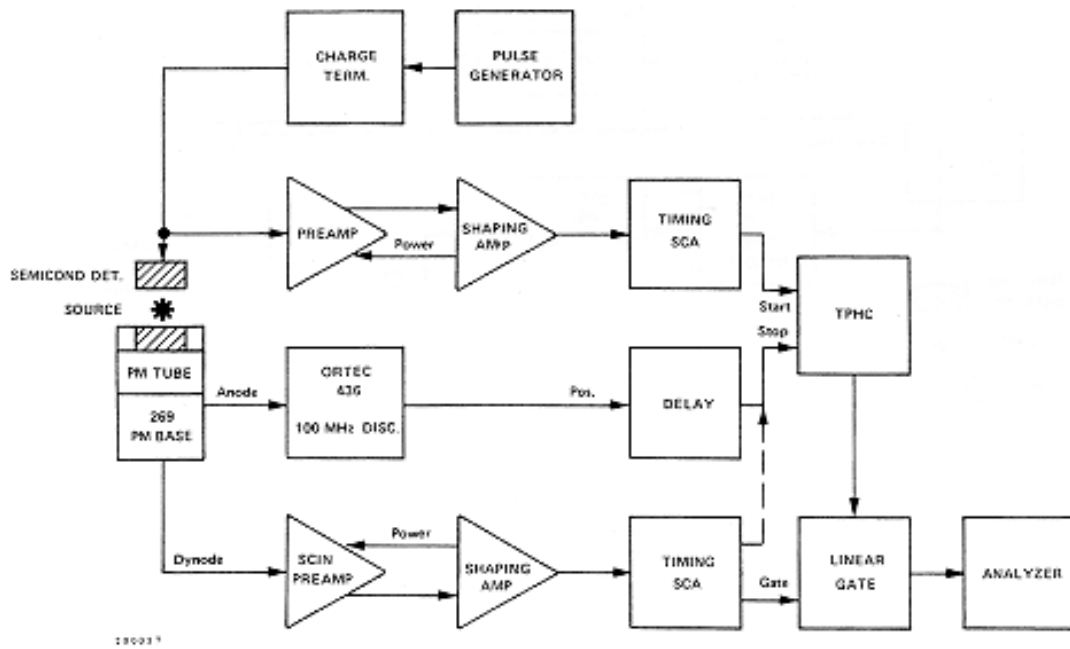 CHARGE
TERM.
PULSE
GENERATOR
PREAMP
Power
SHAPING
AMP
TIMING
SCA
SEMICOND DET.
SOURCE
Start
Stop
TPHC
PM TUBE
269
PM BASE
Anode
ORTEC
436
100 MHz DISC.
Pos.
DELAY
Dynode
SCIN
PREAMP
Power
SHAPING
AMP
TIMING
SCA
Gate
LINEAR
GATE
ANALYZER